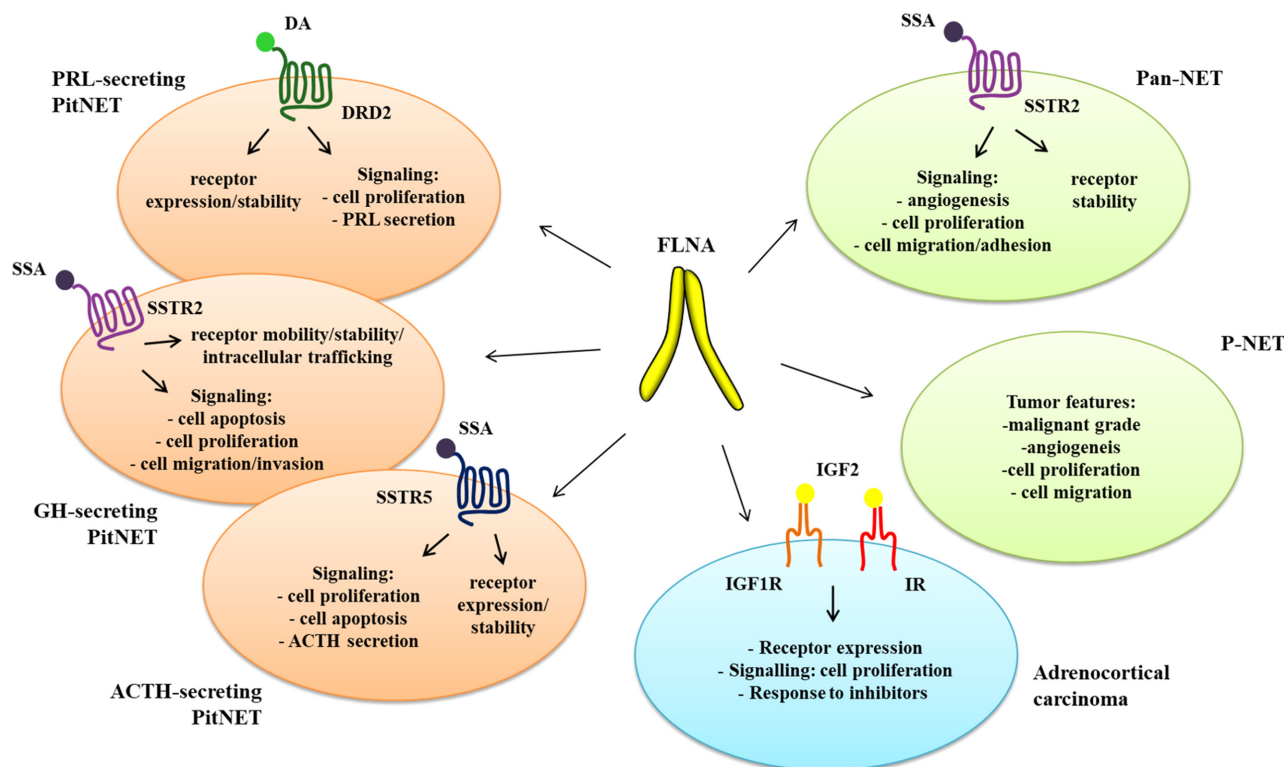 DA
PRL-secreting
PitNET
DRD2
receptor
expression/stability
Signaling:
- cell proliferation
- PRL secretion
SSA
SSTR2
receptor mobility/stability/
intracellular trafficking
Signaling:
- cell apoptosis
- cell proliferation
- cell migration/invasion
GH-secreting
PitNET
SSA
SSTR5
Signaling:
- cell proliferation
- cell apoptosis
- ACTH secretion
receptor
expression/
stability
ACTH-secreting
PitNET
FLNA
SSA
Pan-NET
SSTR2
Signaling:
- angiogenesis
- cell proliferation
- cell migration/adhesion
receptor
stability
P-NET
Tumor features:
-malignant grade
-angiogeneis
-cell proliferation
- cell migration
IGF2
IGF1R
IR
- Receptor expression
- Signalling: cell proliferation
- Response to inhibitors
Adrenocortical
carcinoma